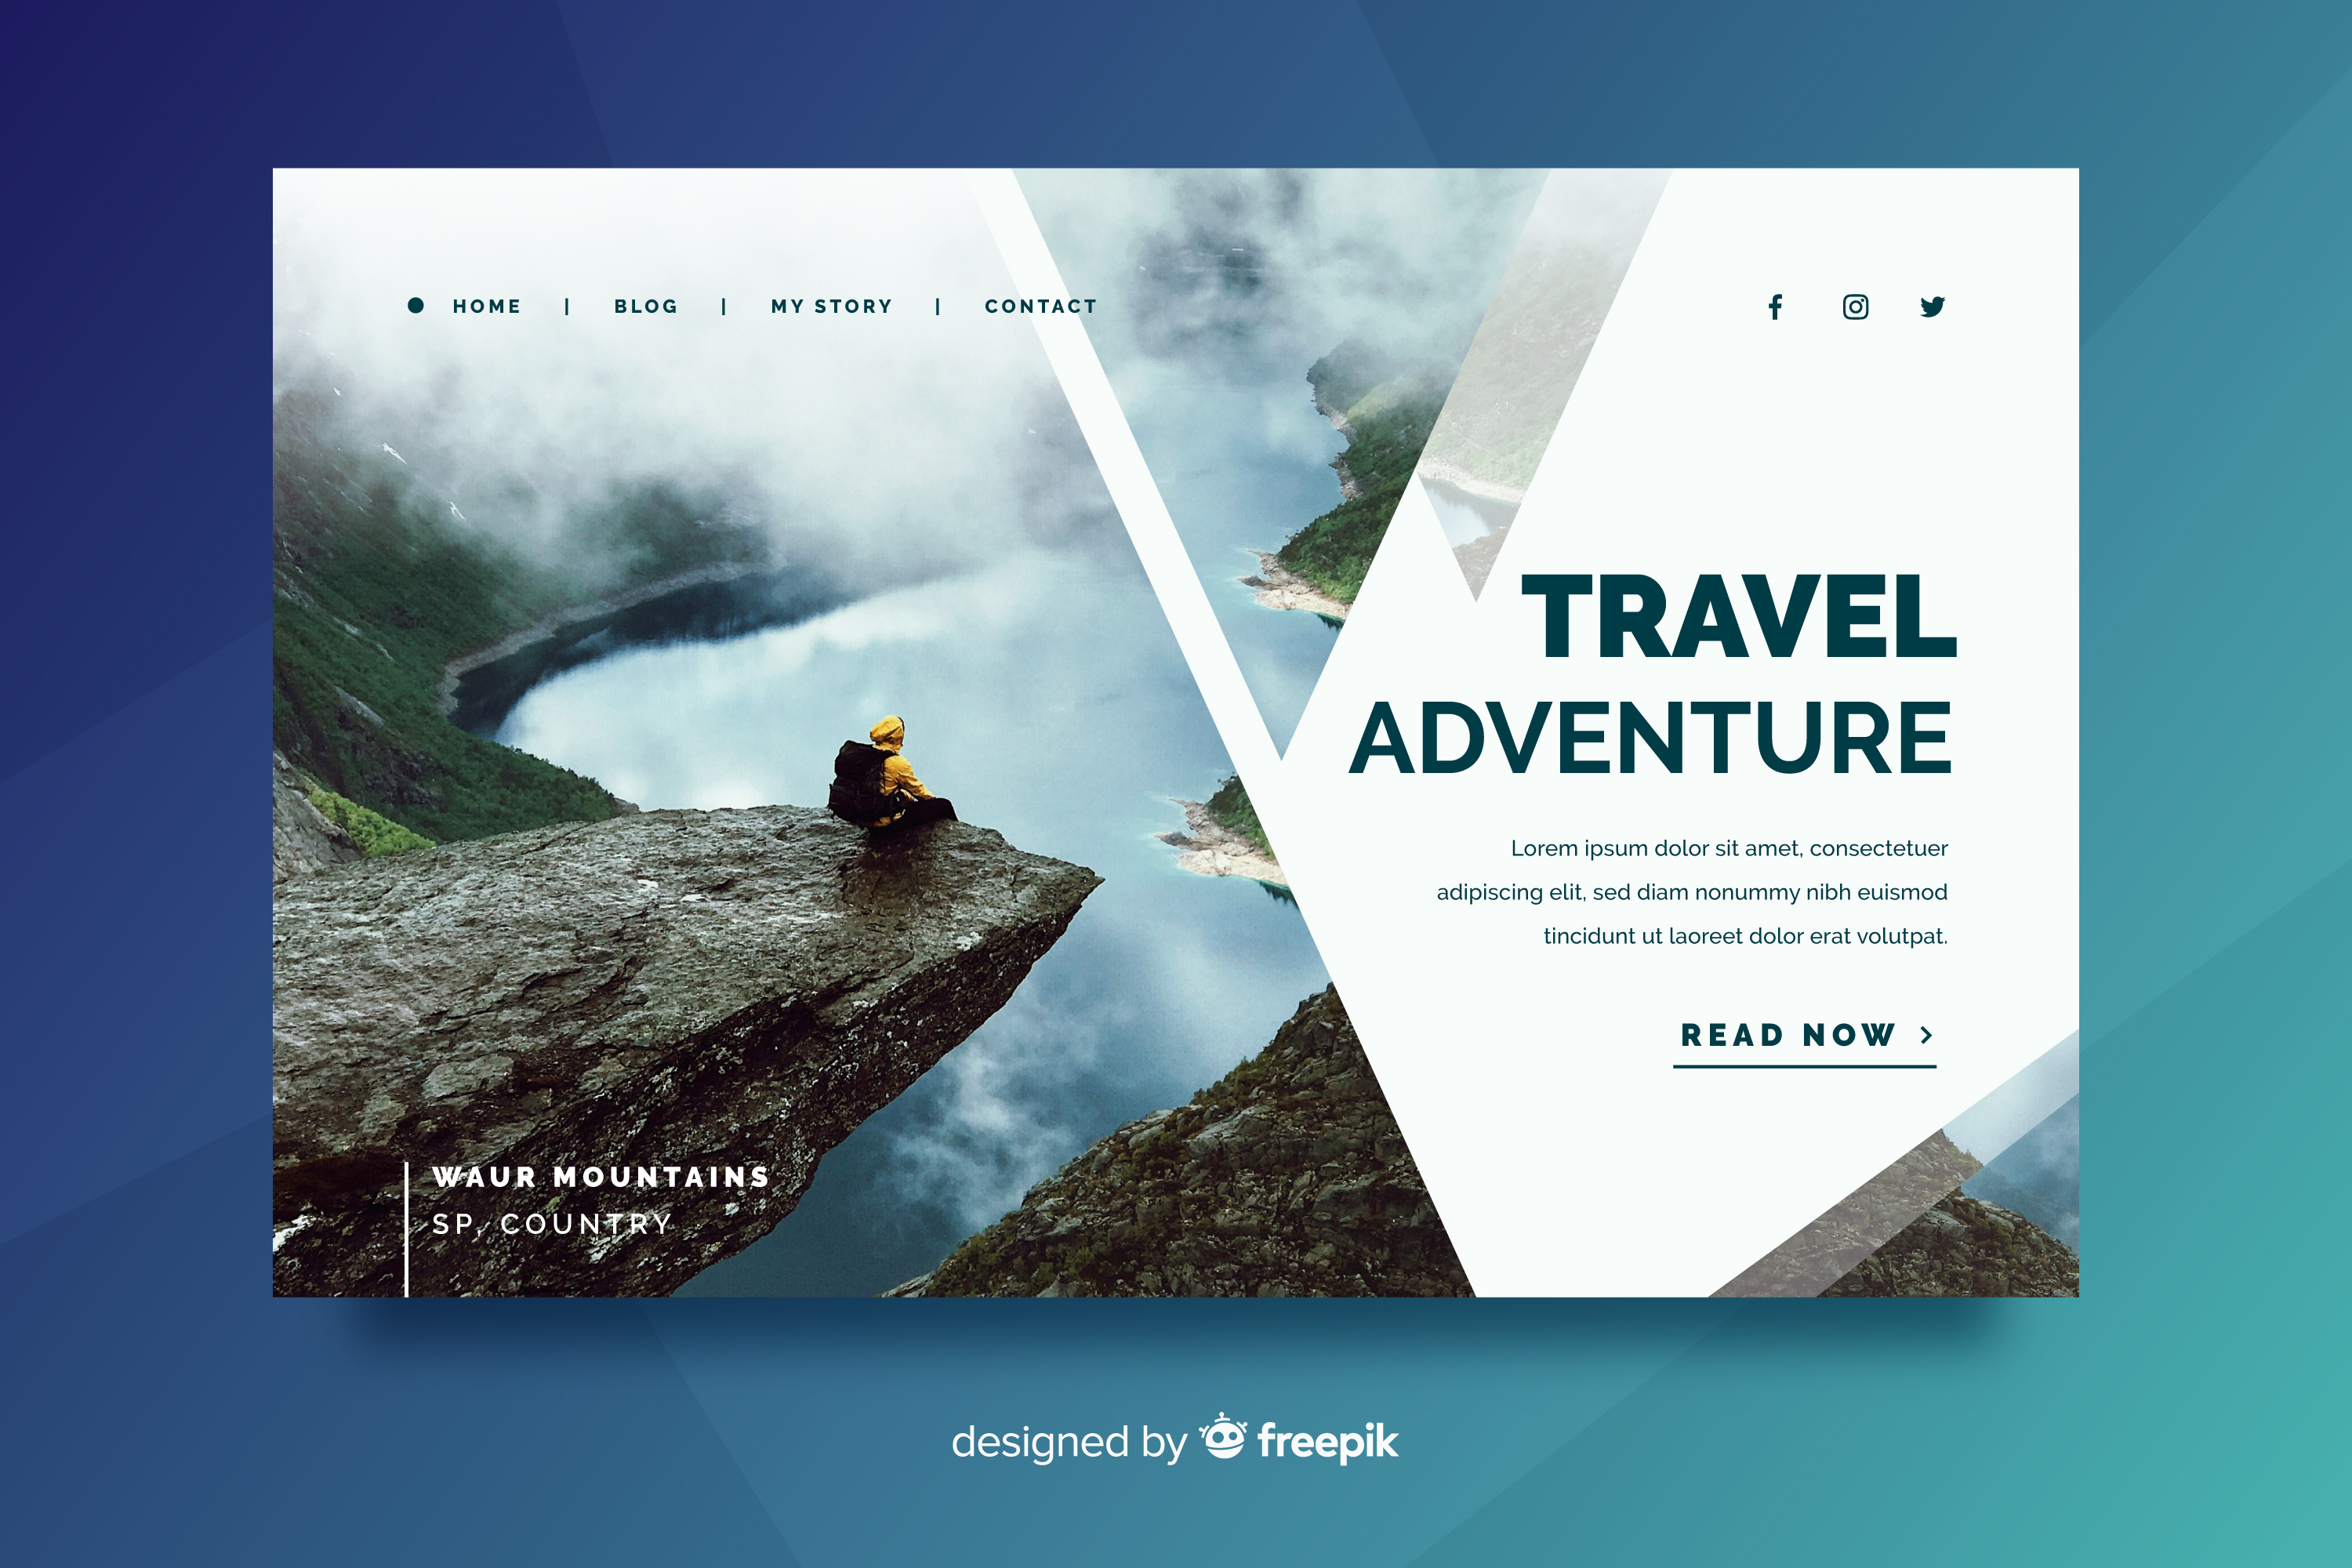 HOME | BLOG | MY STORY | CONTACT
TRAVEL
ADVENTURE
Lorem ipsum dolor sit amet, consectetuer
adipiscing elit, sed diam nonummy nibh euismod
tincidunt ut laoreet dolor erat volutpat.
READ NOW >
WAUR MOUNTAINS
SP, COUNTRY
designed by freepik